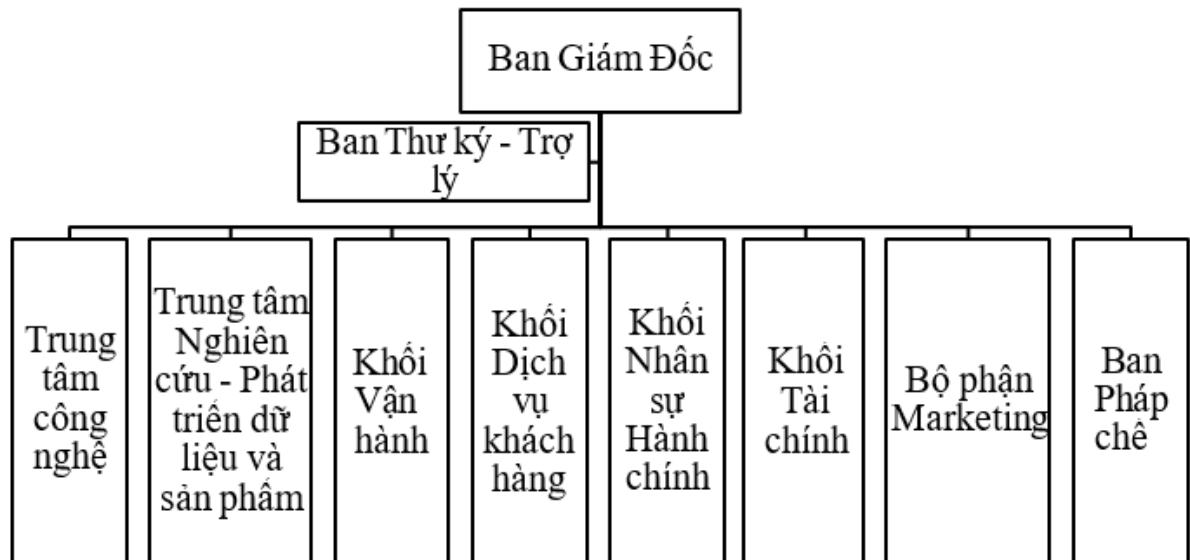 Ban Giám Đốc
Ban Thư ký - Trợ
lý
Trung
tâm
công
nghệ
Trung tâm
Nghiên
cứu - Phát
triển dữ
liệu và
sản phẩm
Khối
Vận
hành
Khối
Dịch
vụ
khách
hàng
Khối
Nhân
sự
Hành
chính
Khối
Tài
chính
Bộ phận
Marketing
Ban
Pháp
chế